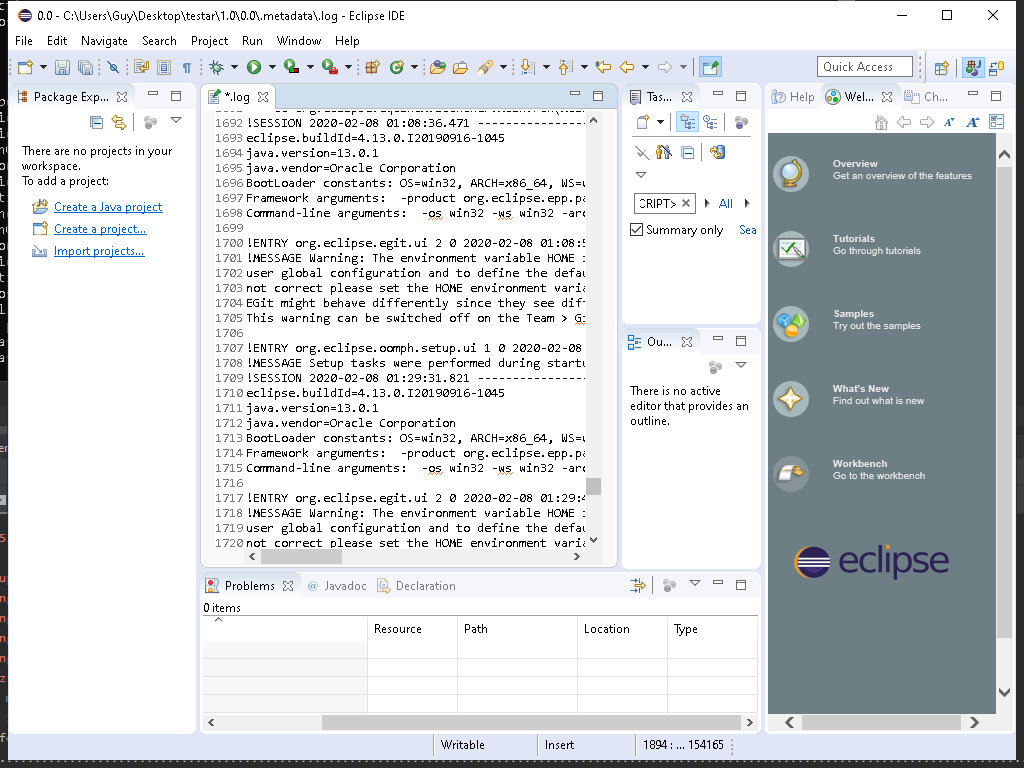 0.0 - C:\Users\Guy\Desktop\testar\1.0\0.0\.metadata\.log - Eclipse IDE
File Edit Navigate Search Project Run Window Help
Quick Access
Package Exp...
There are no projects in your
workspace.
To add a project:
Create a Java project
Create a project...
Import projects...
*.log
1692 !SESSION 2020-02-08 01:08:36.471 ----------------
1693 eclipse.buildId=4.13.0.I20190916-1045
1694 java.version=13.0.1
1695 java.vendor=Oracle Corporation
1696 BootLoader constants: OS=win32, ARCH=x86_64, WS=
1697 Framework arguments:  -product org.eclipse.epp.pa
1698 Command-line arguments:  -os win32 -ws win32 -arc
1699
1700 !ENTRY org.eclipse.egit.ui 2 0 2020-02-08 01:08:5
1701 !MESSAGE Warning: The environment variable HOME
1702 user global configuration and to define the defau
1703 not correct please set the HOME environment varia
1704 EGit might behave differently since they see diff
1705 This warning can be switched off on the Team > Gi
1706
1707 !ENTRY org.eclipse.oomph.setup.ui 1 0 2020-02-08
1708 !MESSAGE Setup tasks were performed during startu
1709 !SESSION 2020-02-08 01:29:31.821 ----------------
1710 eclipse.buildId=4.13.0.I20190916-1045
1711 java.version=13.0.1
1712 java.vendor=Oracle Corporation
1713 BootLoader constants: OS=win32, ARCH=x86_64, WS=
1714 Framework arguments:  -product org.eclipse.epp.pa
1715 Command-line arguments:  -os win32 -ws win32 -arc
1716
1717 !ENTRY org.eclipse.egit.ui 2 0 2020-02-08 01:29:4
1718 !MESSAGE Warning: The environment variable HOME
1719 user global configuration and to define the defau
1720 not correct please set the HOME environment varia
Tas...
CRIPT> All
Summary only Sea
Ou...
There is no active
editor that provides an
outline.
Help Wel... Ch...
Overview
Get an overview of the features
Tutorials
Go through tutorials
Samples
Try out the samples
What's New
Find out what is new
Workbench
Go to the workbench
eclipse
Problems @ Javadoc Declaration
0 items
Resource Path Location Type
Writable Insert 1894 : ... 154165